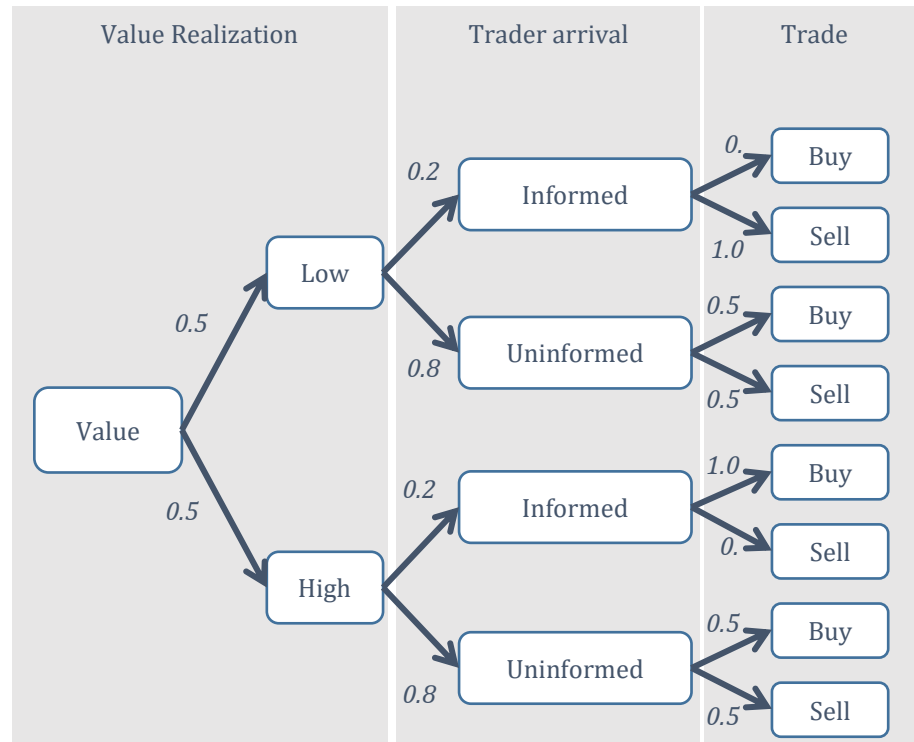 Value Realization
Trader arrival
Trade
0.
Buy
0.2
Informed
Sell
1.0
Low
0.5
Buy
0.5
Uninformed
0.8
Sell
0.5
Value
1.0
Buy
0.5
0.2
Informed
Sell
0.
High
0.5
Buy
Uninformed
0.8
Sell
0.5